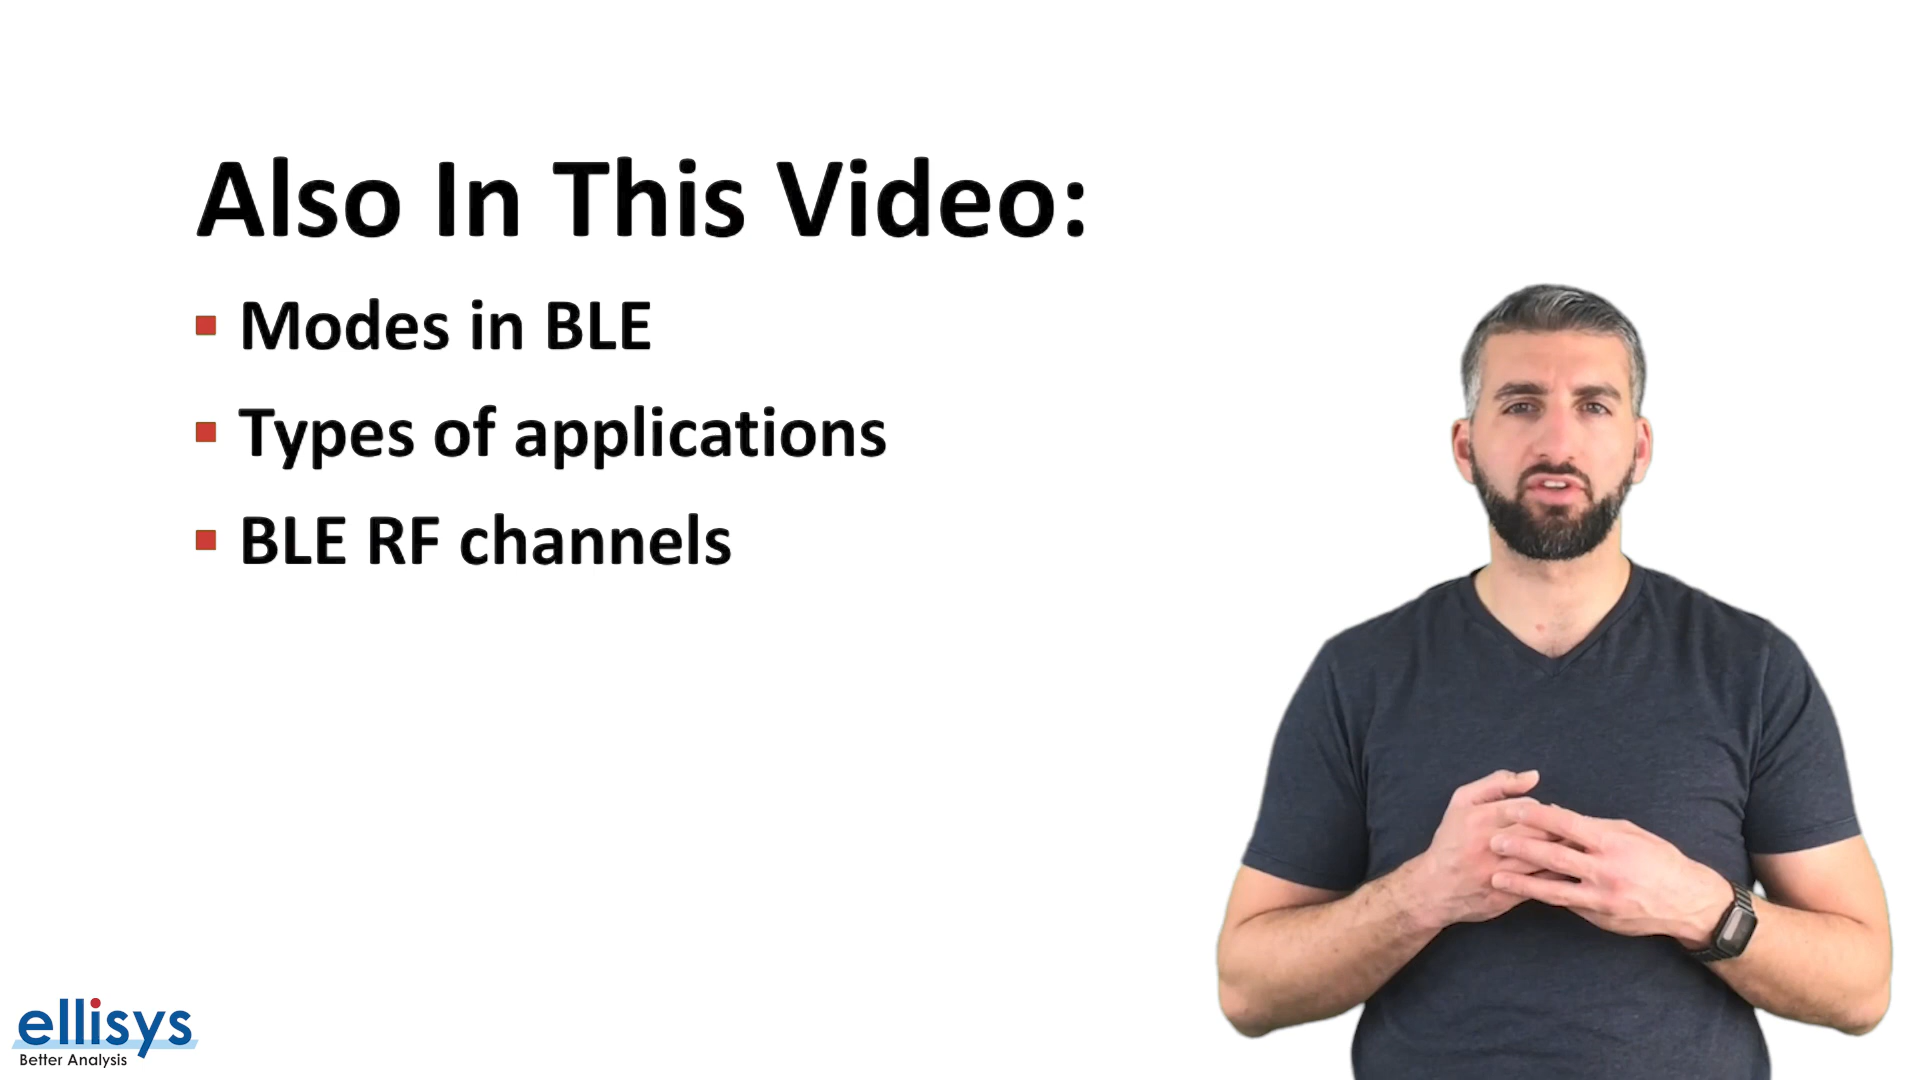 Also In This Video:
Modes in BLE
Types of applications
BLE RF channels
ellisys
Better Analysis